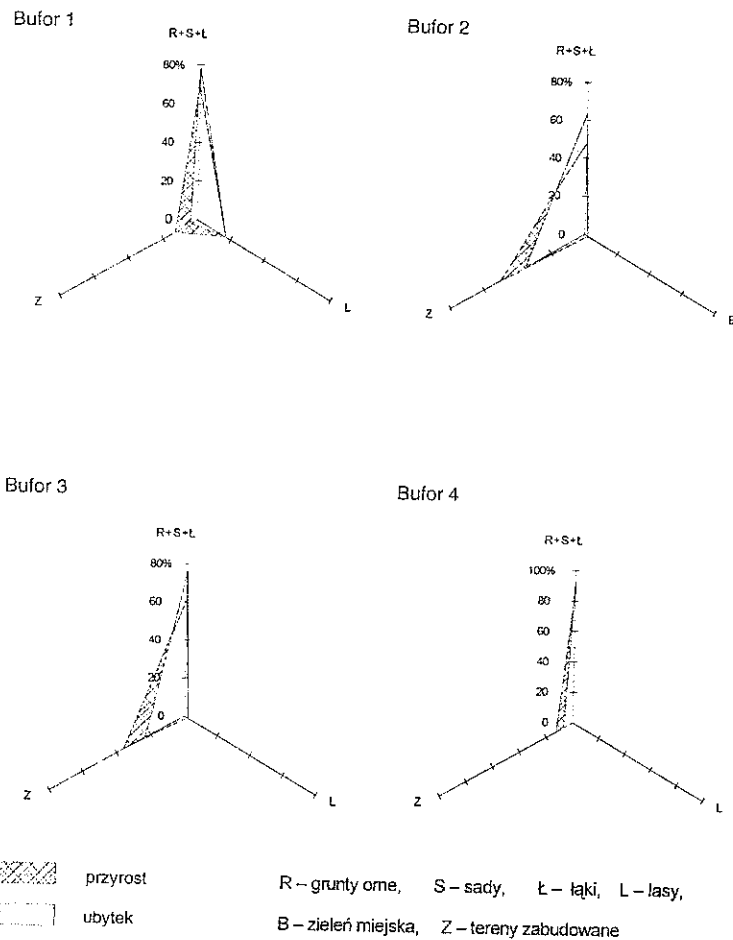 Bufor 1
R+S+Ł
80%
60
40
20
0
Z
L
Bufor 2
R+S+Ł
80%
60
40
20
0
Z
B
Bufor 3
R+S+Ł
80%
60
40
20
0
Z
L
Bufor 4
R+S+Ł
100%
80
60
40
20
0
Z
L
przyrost
ubytek
R – grunty orne, S – sady, Ł – łąki, L – lasy,
B – zieleń miejska, Z – tereny zabudowane